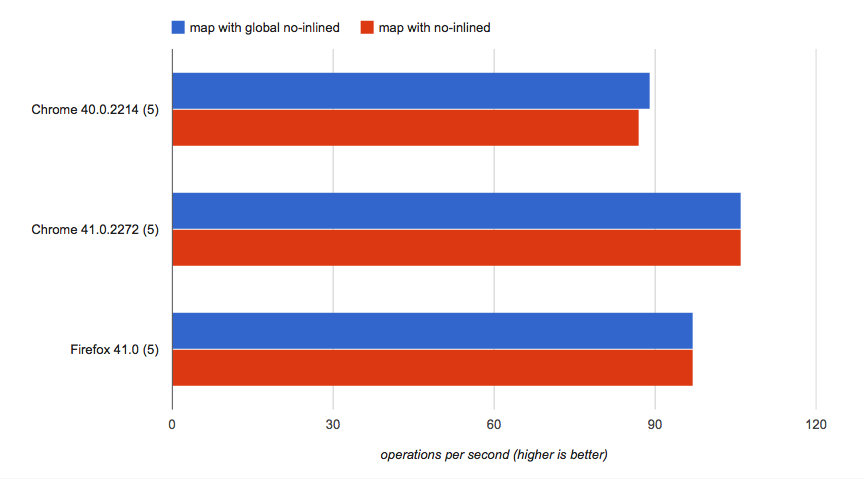 map with global no-inlined map with no-inlined
Chrome 40.0.2214 (5)
Chrome 41.0.2272 (5)
Firefox 41.0 (5)
0 30 60 90 120
operations per second (higher is better)